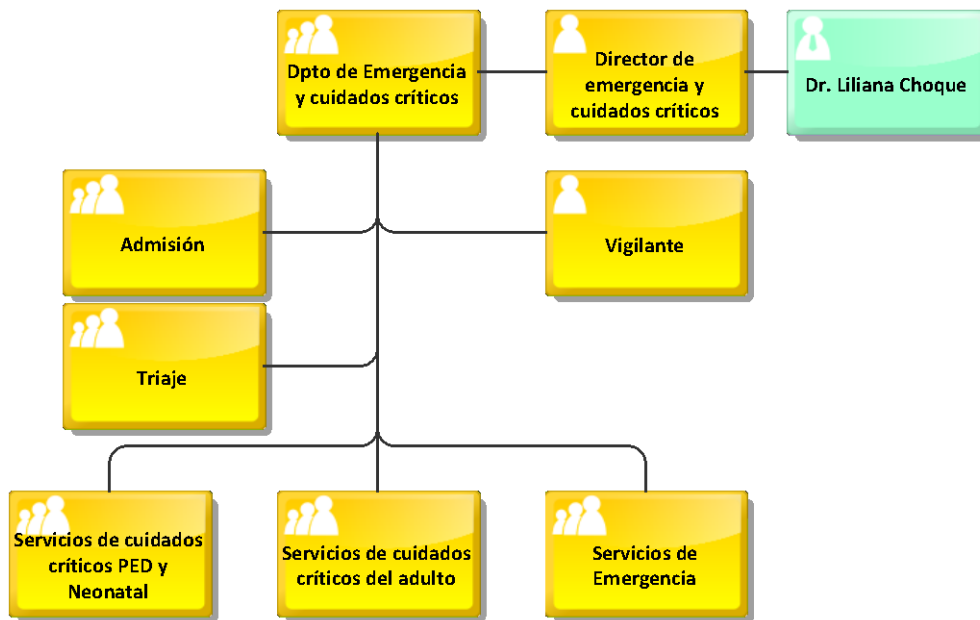 Dpto de Emergencia
y cuidados críticos
Director de
emergencia y
cuidados críticos
Dr. Liliana Choque
Admisión
Vigilante
Triaje
Servicios de cuidados
críticos PED y
Neonatal
Servicios de cuidados
críticos del adulto
Servicios de
Emergencia